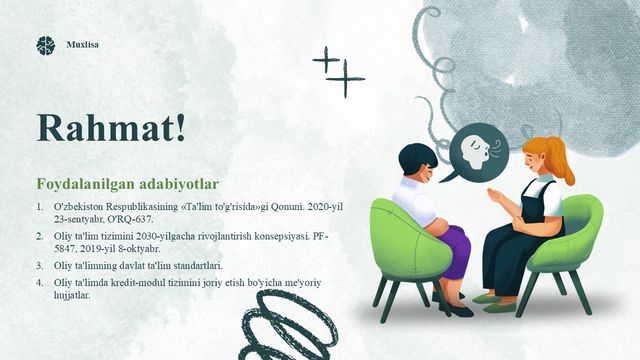 Muxlisa
Rahmat!
Foydalanilgan adabiyotlar
1. O'zbekiston Respublikasining «Ta'lim to'g'risida»gi Qonuni. 2020-yil
23-sentyabr, O'RQ-637.
2. Oliy ta'lim tizimini 2030-yilgacha rivojlantirish konsepsiyasi. PF-
5847, 2019-yil 8-oktyabr.
3. Oliy ta'limning davlat ta'lim standartlari.
4. Oliy ta'limda kredit-modul tizimini joriy etish bo'yicha me'yoriy
hujjatlar.